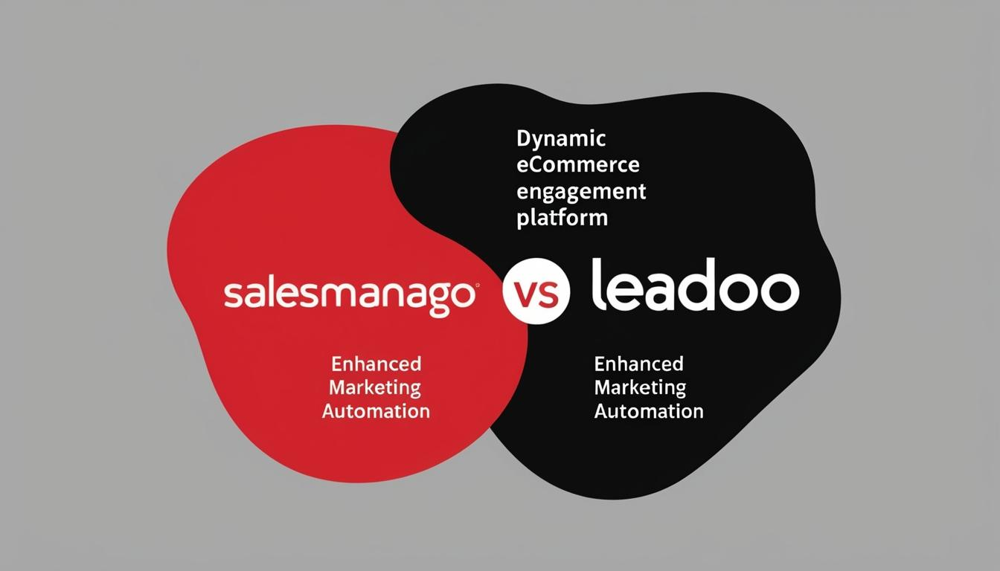 Dynamic
eCommerce
engagement
platform
salesmanago
vs
leadoo
Enhanced
Marketing
Automation
Enhanced
Marketing
Automation